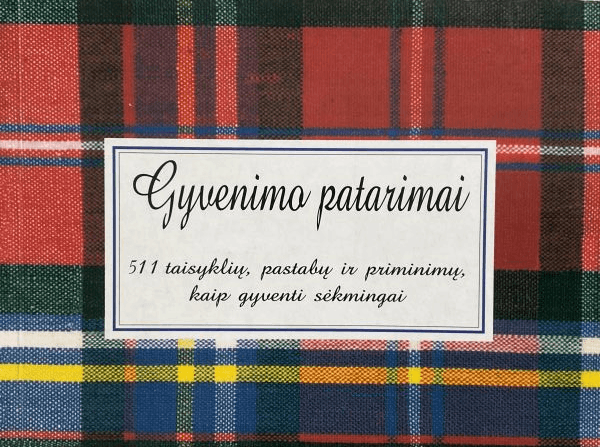 Gyvenimo patarimai
511 taisyklių, pastabų ir priminimų,
kaip gyventi sėkmingai